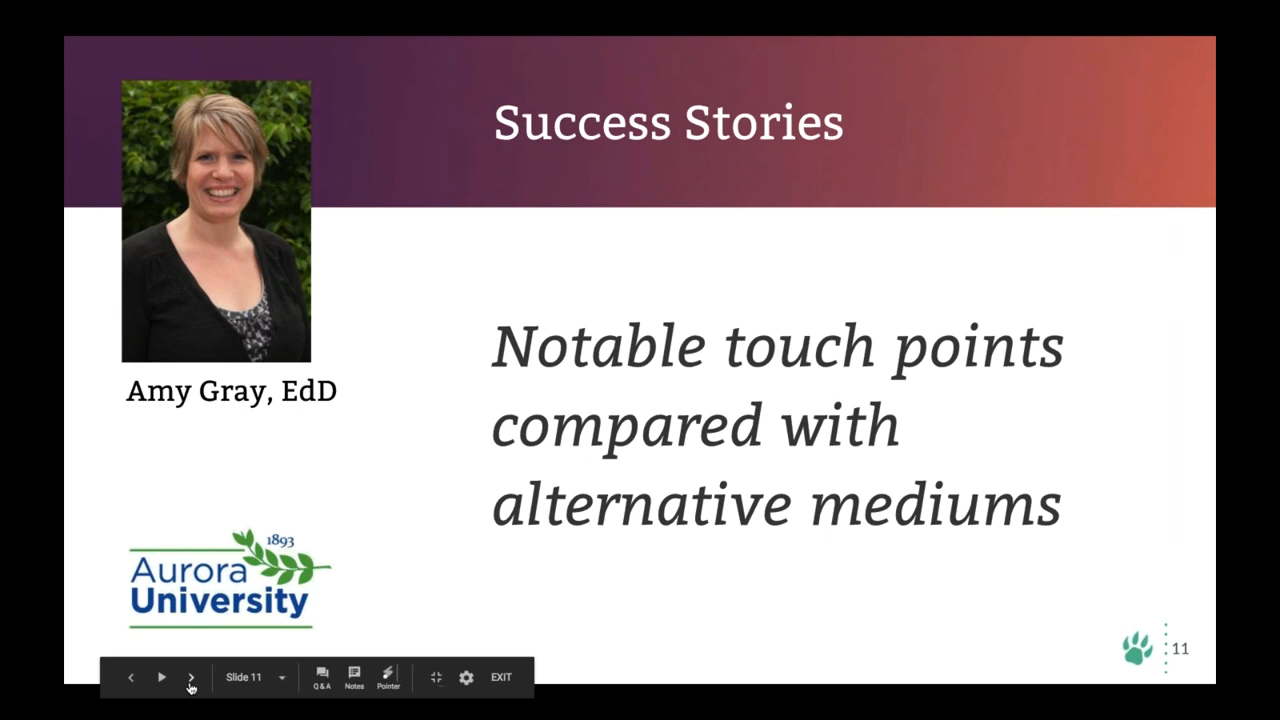 Success Stories
Amy Gray, EdD
Notable touch points
compared with
alternative mediums
1893
Aurora
University
11
Slide 11
Q&A
Notes
Pointer
EXIT